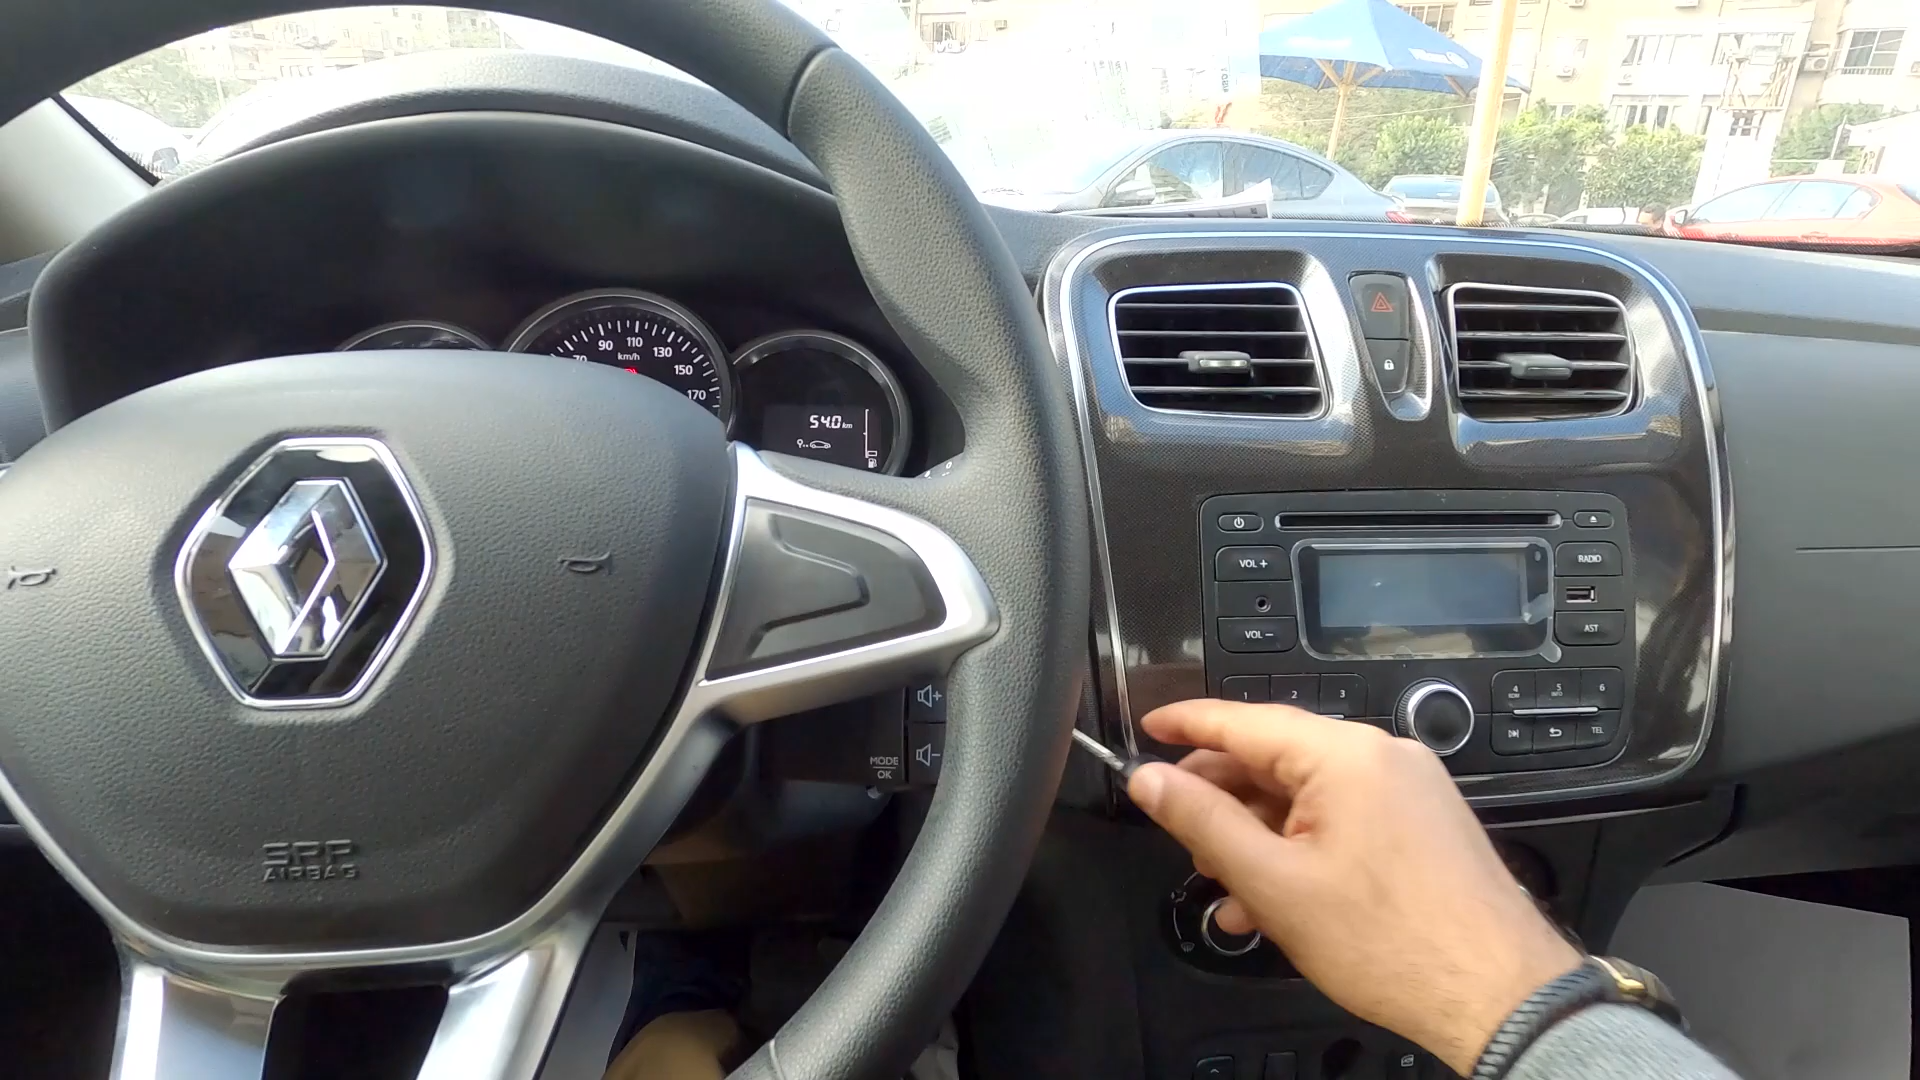 90 110
km/h 130
150
170
54.0 km
VOL +
VOL –
RADIO
AST
1 2 3
4 5 6
INFO
TEL
MODE
OK
SRP
AIRBAG